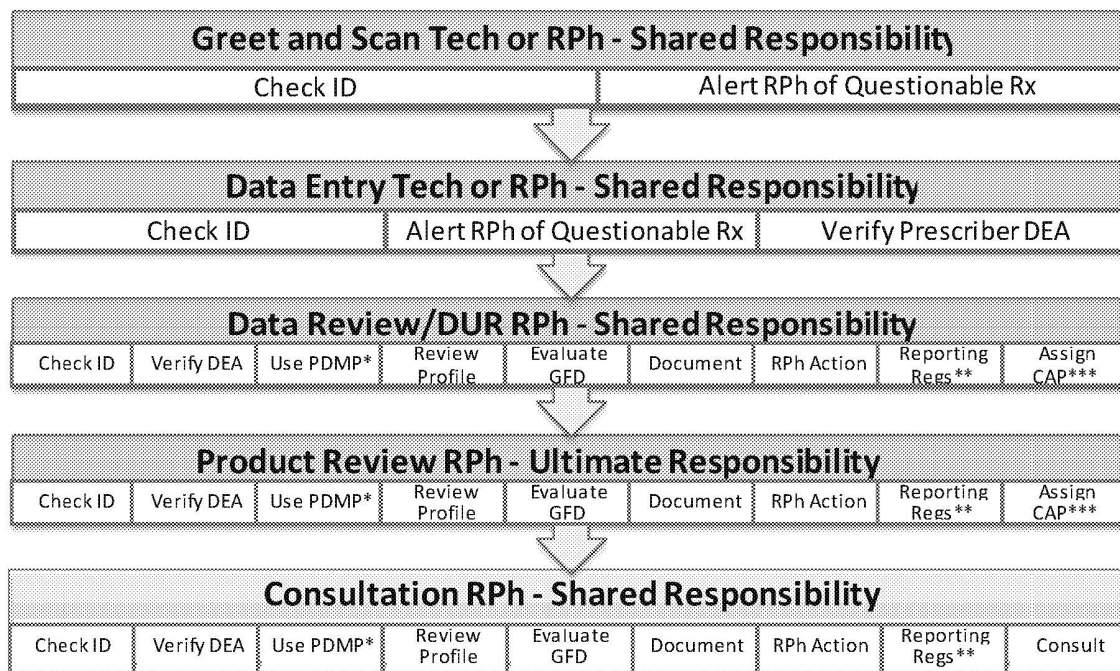 Greet and Scan Tech or RPh - Shared Responsibility
Check ID Alert RPh of Questionable Rx
Data Entry Tech or RPh - Shared Responsibility
Check ID Alert RPh of Questionable Rx Verify Prescriber DEA
Data Review/DUR RPh - Shared Responsibility
Check ID Verify DEA Use PDMP* Review Profile Evaluate GFD Document RPh Action Reporting Regs** Assign CAP***
Product Review RPh - Ultimate Responsibility
Check ID Verify DEA Use PDMP* Review Profile Evaluate GFD Document RPh Action Reporting Regs** Assign CAP***
Consultation RPh - Shared Responsibility
Check ID Verify DEA Use PDMP* Review Profile Evaluate GFD Document RPh Action Reporting Regs** Consult